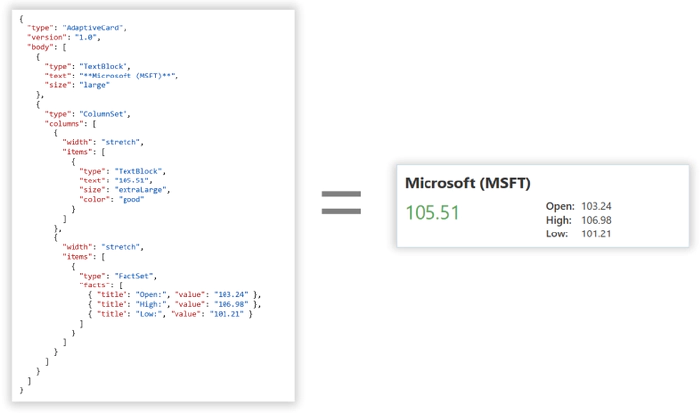 {
"type": "AdaptiveCard",
"version": "1.0",
"body": [
{
"type": "TextBlock",
"text": "**Microsoft (MSFT)**",
"size": "large"
},
{
"type": "ColumnSet",
"columns": [
{
"width": "stretch",
"items": [
{
"type": "TextBlock",
"text": "105.51",
"size": "extraLarge",
"color": "good"
}
]
},
{
"width": "stretch",
"items": [
{
"type": "FactSet",
"facts": [
{ "title": "Open:", "value": "103.24" },
{ "title": "High:", "value": "106.98" },
{ "title": "Low:", "value": "101.21" }
]
}
]
}
]
}
]
}
=
Microsoft (MSFT)
105.51
Open: 103.24
High: 106.98
Low: 101.21